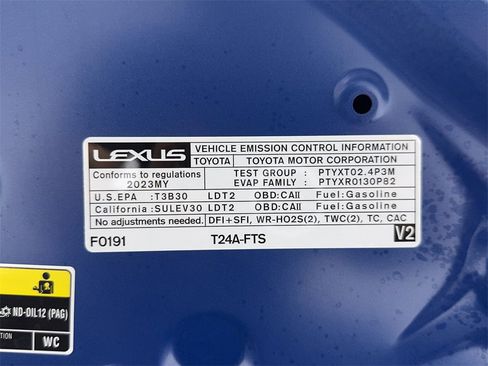 LEXUS VEHICLE EMISSION CONTROL INFORMATION
TOYOTA TOYOTA MOTOR CORPORATION
Conforms to regulations TEST GROUP : PTYXT02.4P3M
2023MY EVAP FAMILY : PTYXR0130P82
U.S.EPA :T3B30 LDT2 OBD:CAII Fuel:Gasoline
California:SULEV30 LDT2 OBD:CAII Fuel:Gasoline
No adjustments needed. DFI+SFI, WR-HO2S(2), TWC(2), TC, CAC
F0191 T24A-FTS V2
ND-OIL12 (PAG)
WC